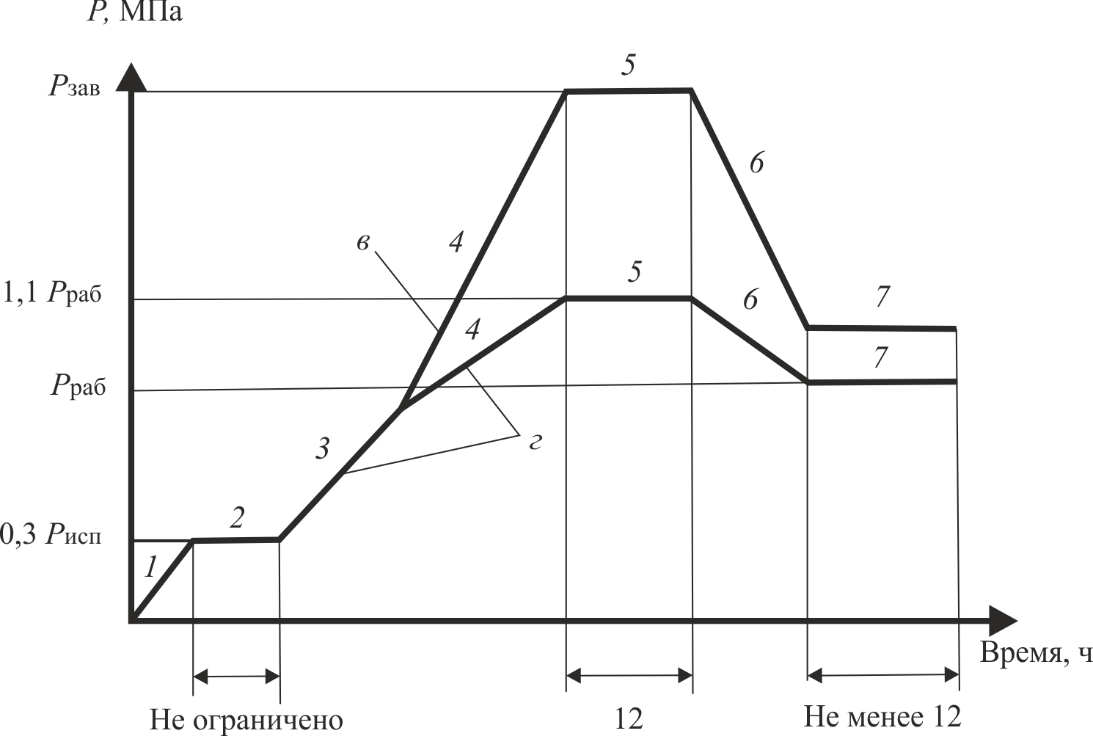 P, МПа
Pзав
5
6
в
4
1,1 Pраб
5
6
7
4
7
Pраб
3
г
2
0,3 Pисп
1
Время, ч
Не ограничено
12
Не менее 12